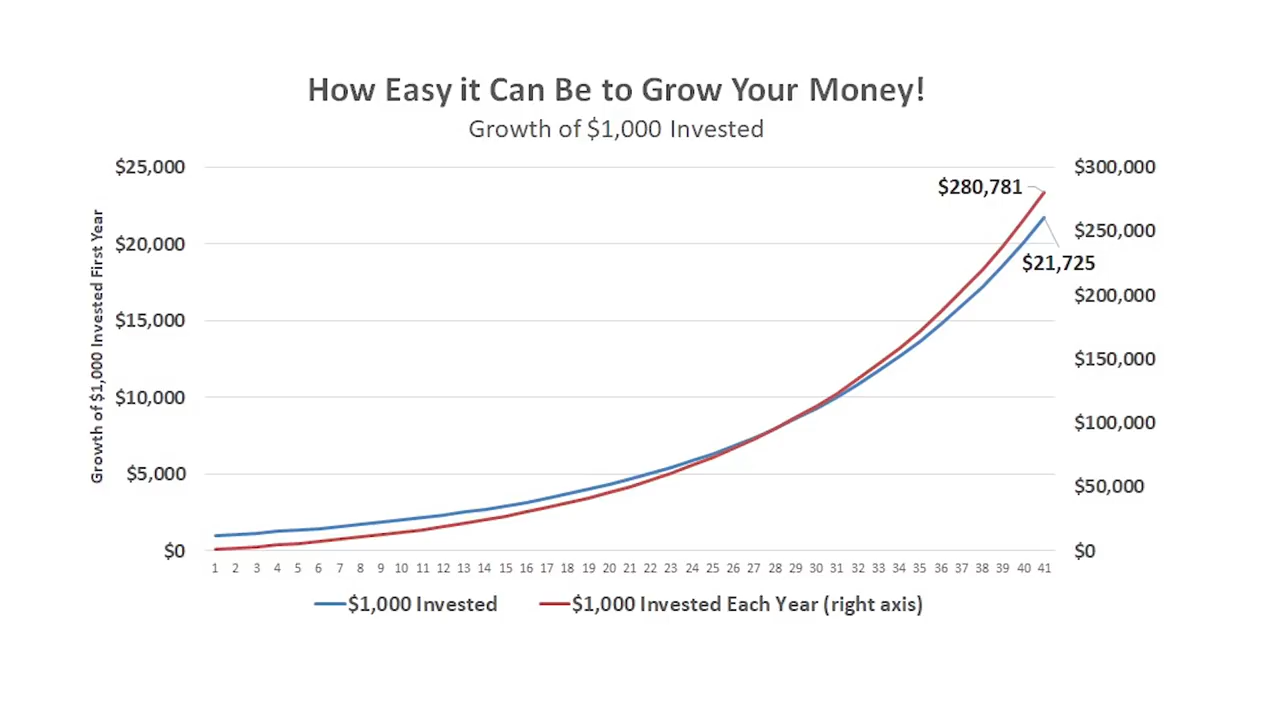 How Easy it Can Be to Grow Your Money!
Growth of $1,000 Invested
Growth of $1,000 Invested First Year
$25,000
$20,000
$15,000
$10,000
$5,000
$0
$300,000
$250,000
$200,000
$150,000
$100,000
$50,000
$0
$280,781
$21,725
1 2 3 4 5 6 7 8 9 10 11 12 13 14 15 16 17 18 19 20 21 22 23 24 25 26 27 28 29 30 31 32 33 34 35 36 37 38 39 40 41
$1,000 Invested
$1,000 Invested Each Year (right axis)